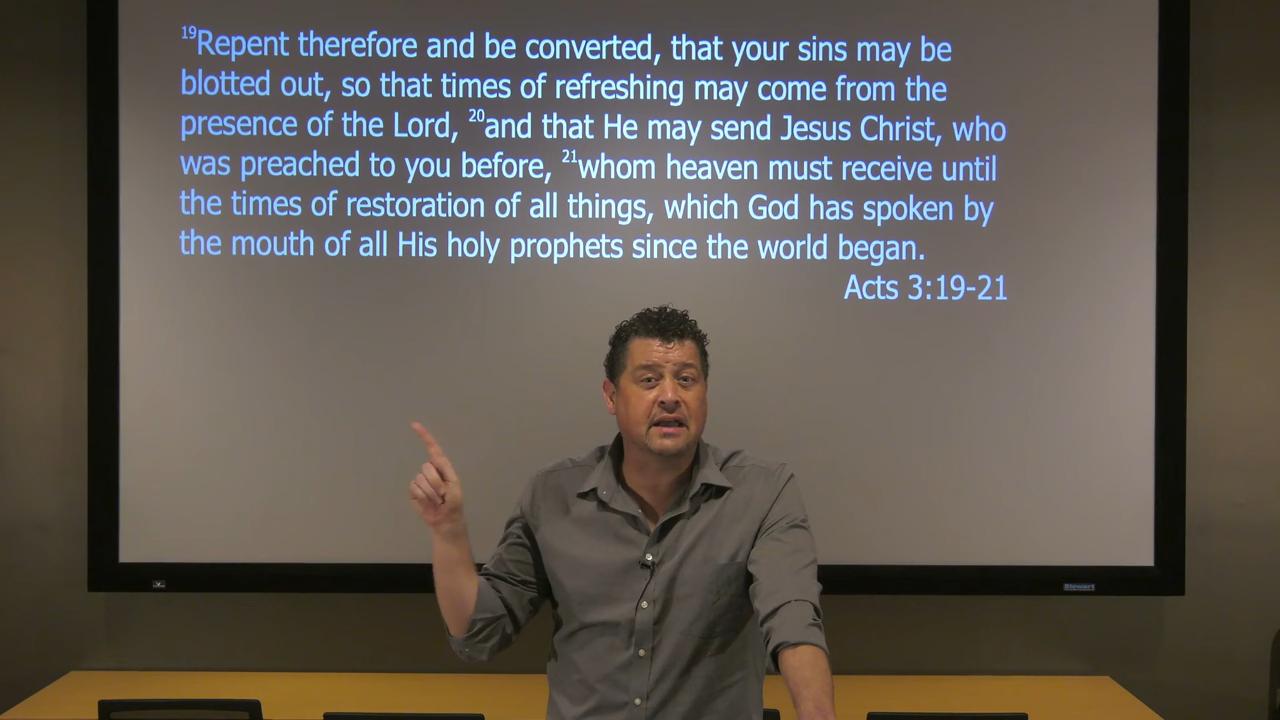 19Repent therefore and be converted, that your sins may be
blotted out, so that times of refreshing may come from the
presence of the Lord, 20and that He may send Jesus Christ, who
was preached to you before, 21whom heaven must receive until
the times of restoration of all things, which God has spoken by
the mouth of all His holy prophets since the world began.
Acts 3:19-21
Stewart